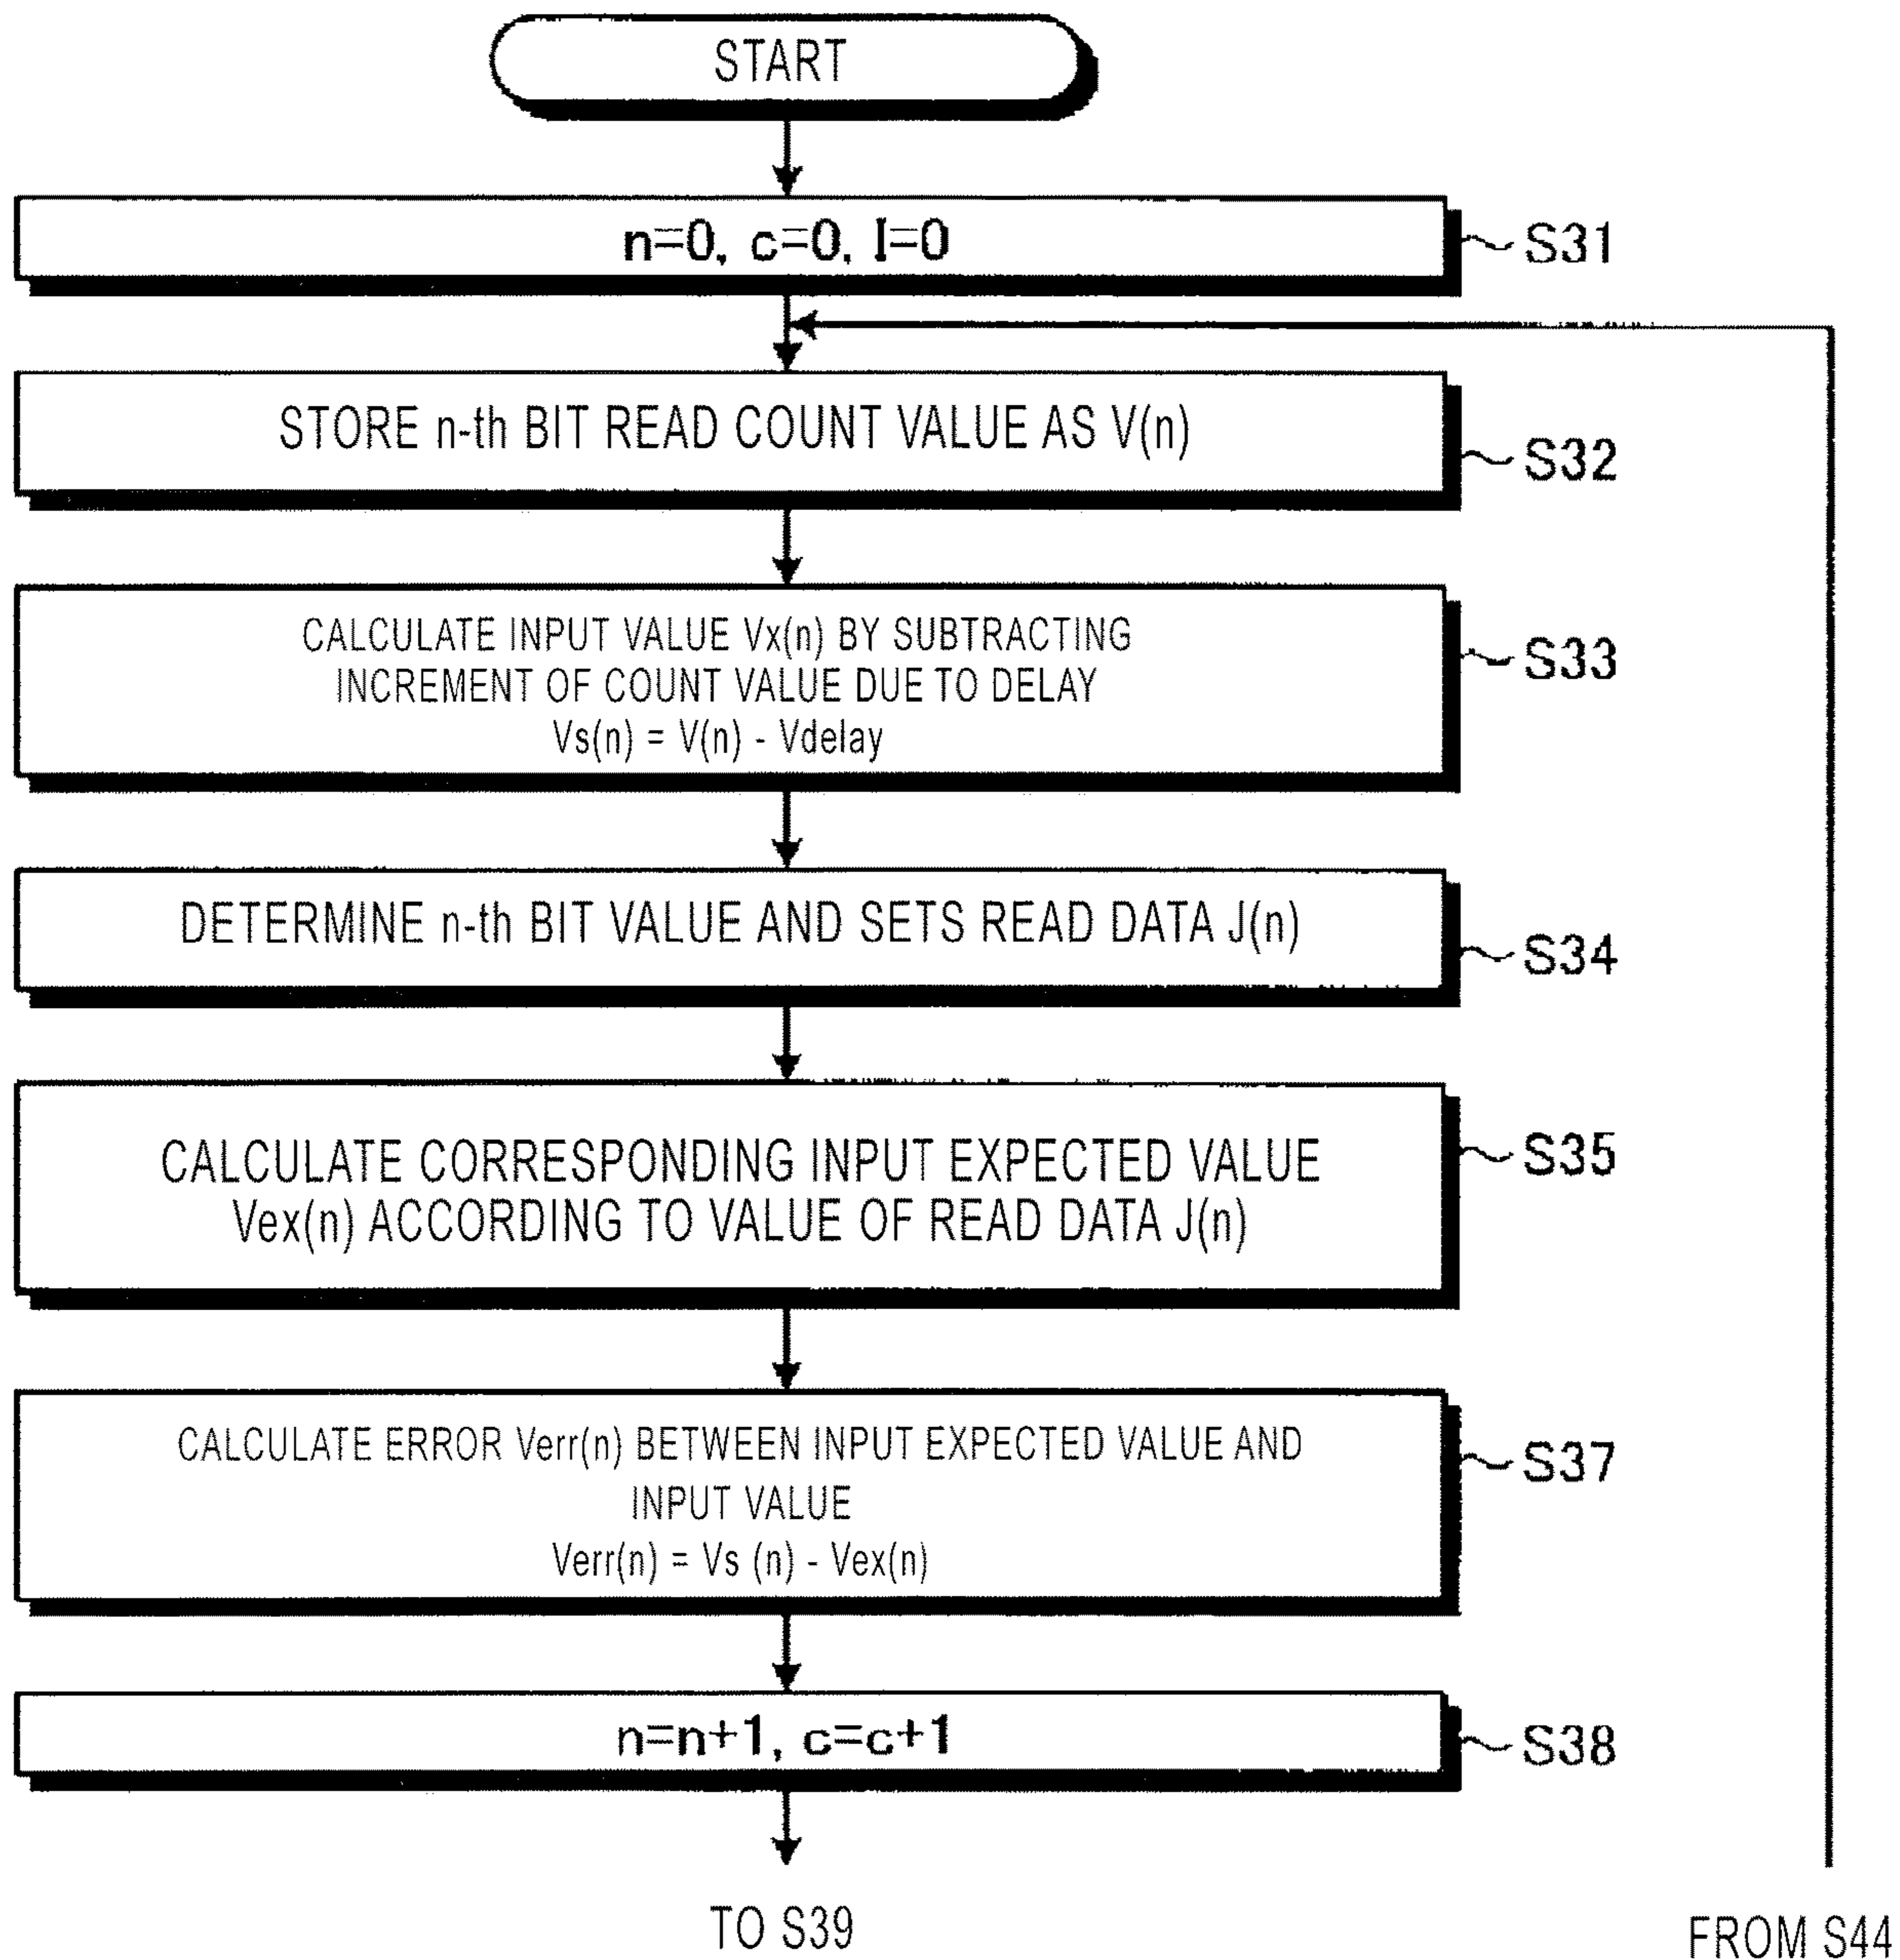 START
n=0, c=0, I=0
S31
STORE n-th BIT READ COUNT VALUE AS V(n)
S32
CALCULATE INPUT VALUE Vx(n) BY SUBTRACTING
INCREMENT OF COUNT VALUE DUE TO DELAY
Vs(n) = V(n) - Vdelay
S33
DETERMINE n-th BIT VALUE AND SETS READ DATA J(n)
S34
CALCULATE CORRESPONDING INPUT EXPECTED VALUE
Vex(n) ACCORDING TO VALUE OF READ DATA J(n)
S35
CALCULATE ERROR Verr(n) BETWEEN INPUT EXPECTED VALUE AND
INPUT VALUE
Verr(n) = Vs (n) - Vex(n)
S37
n=n+1, c=c+1
S38
TO S39
FROM S44